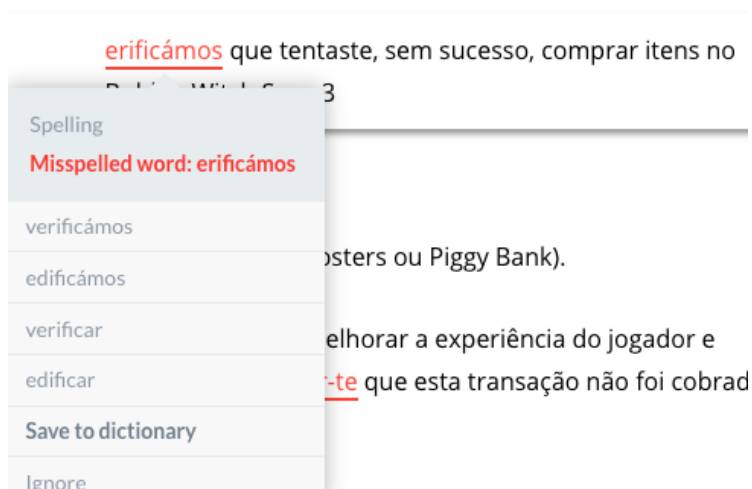 erificámos que tentaste, sem sucesso, comprar itens no
3
Spelling
Misspelled word: erificámos
verificámos
edificámos
verificar
edificar
Save to dictionary
Ignore
osters ou Piggy Bank).
elhorar a experiência do jogador e
-te que esta transação não foi cobrad